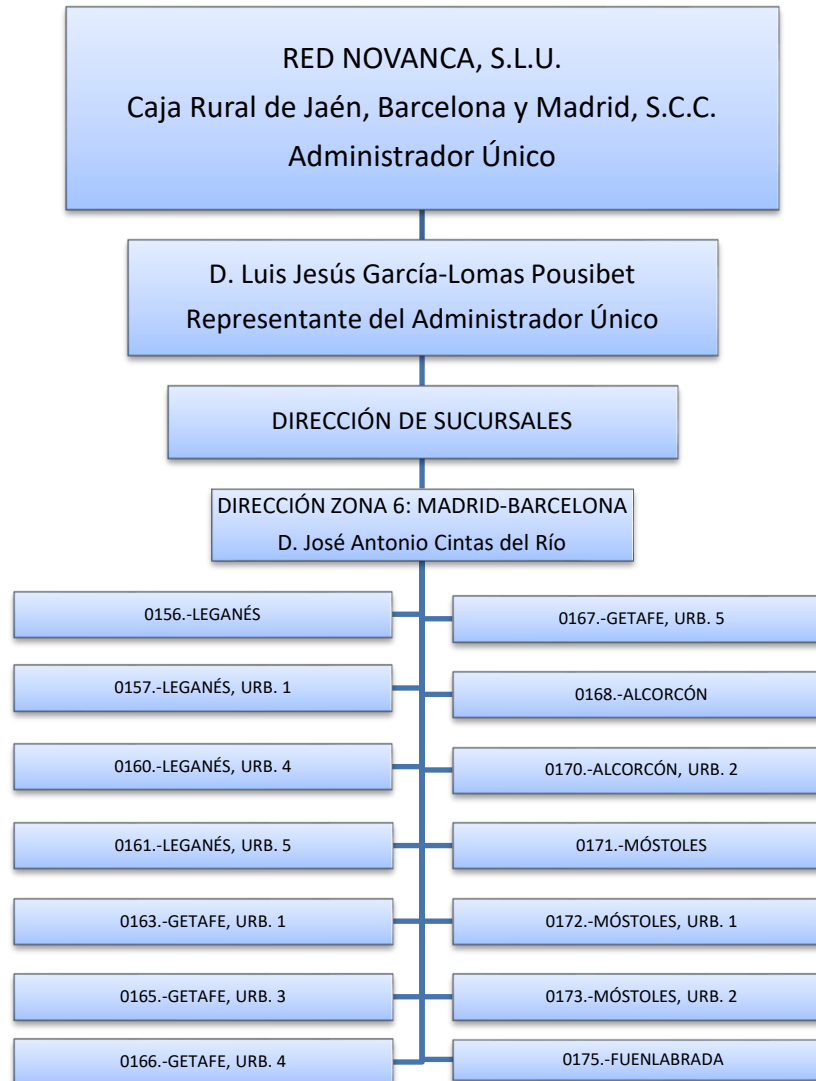 RED NOVANCA, S.L.U.
Caja Rural de Jaén, Barcelona y Madrid, S.C.C.
Administrador Único
D. Luis Jesús García-Lomas Pousibet
Representante del Administrador Único
DIRECCIÓN DE SUCURSALES
DIRECCIÓN ZONA 6: MADRID-BARCELONA
D. José Antonio Cintas del Río
0156.-LEGANÉS
0157.-LEGANÉS, URB. 1
0160.-LEGANÉS, URB. 4
0161.-LEGANÉS, URB. 5
0163.-GETAFE, URB. 1
0165.-GETAFE, URB. 3
0166.-GETAFE, URB. 4
0167.-GETAFE, URB. 5
0168.-ALCORCÓN
0170.-ALCORCÓN, URB. 2
0171.-MÓSTOLES
0172.-MÓSTOLES, URB. 1
0173.-MÓSTOLES, URB. 2
0175.-FUENLABRADA